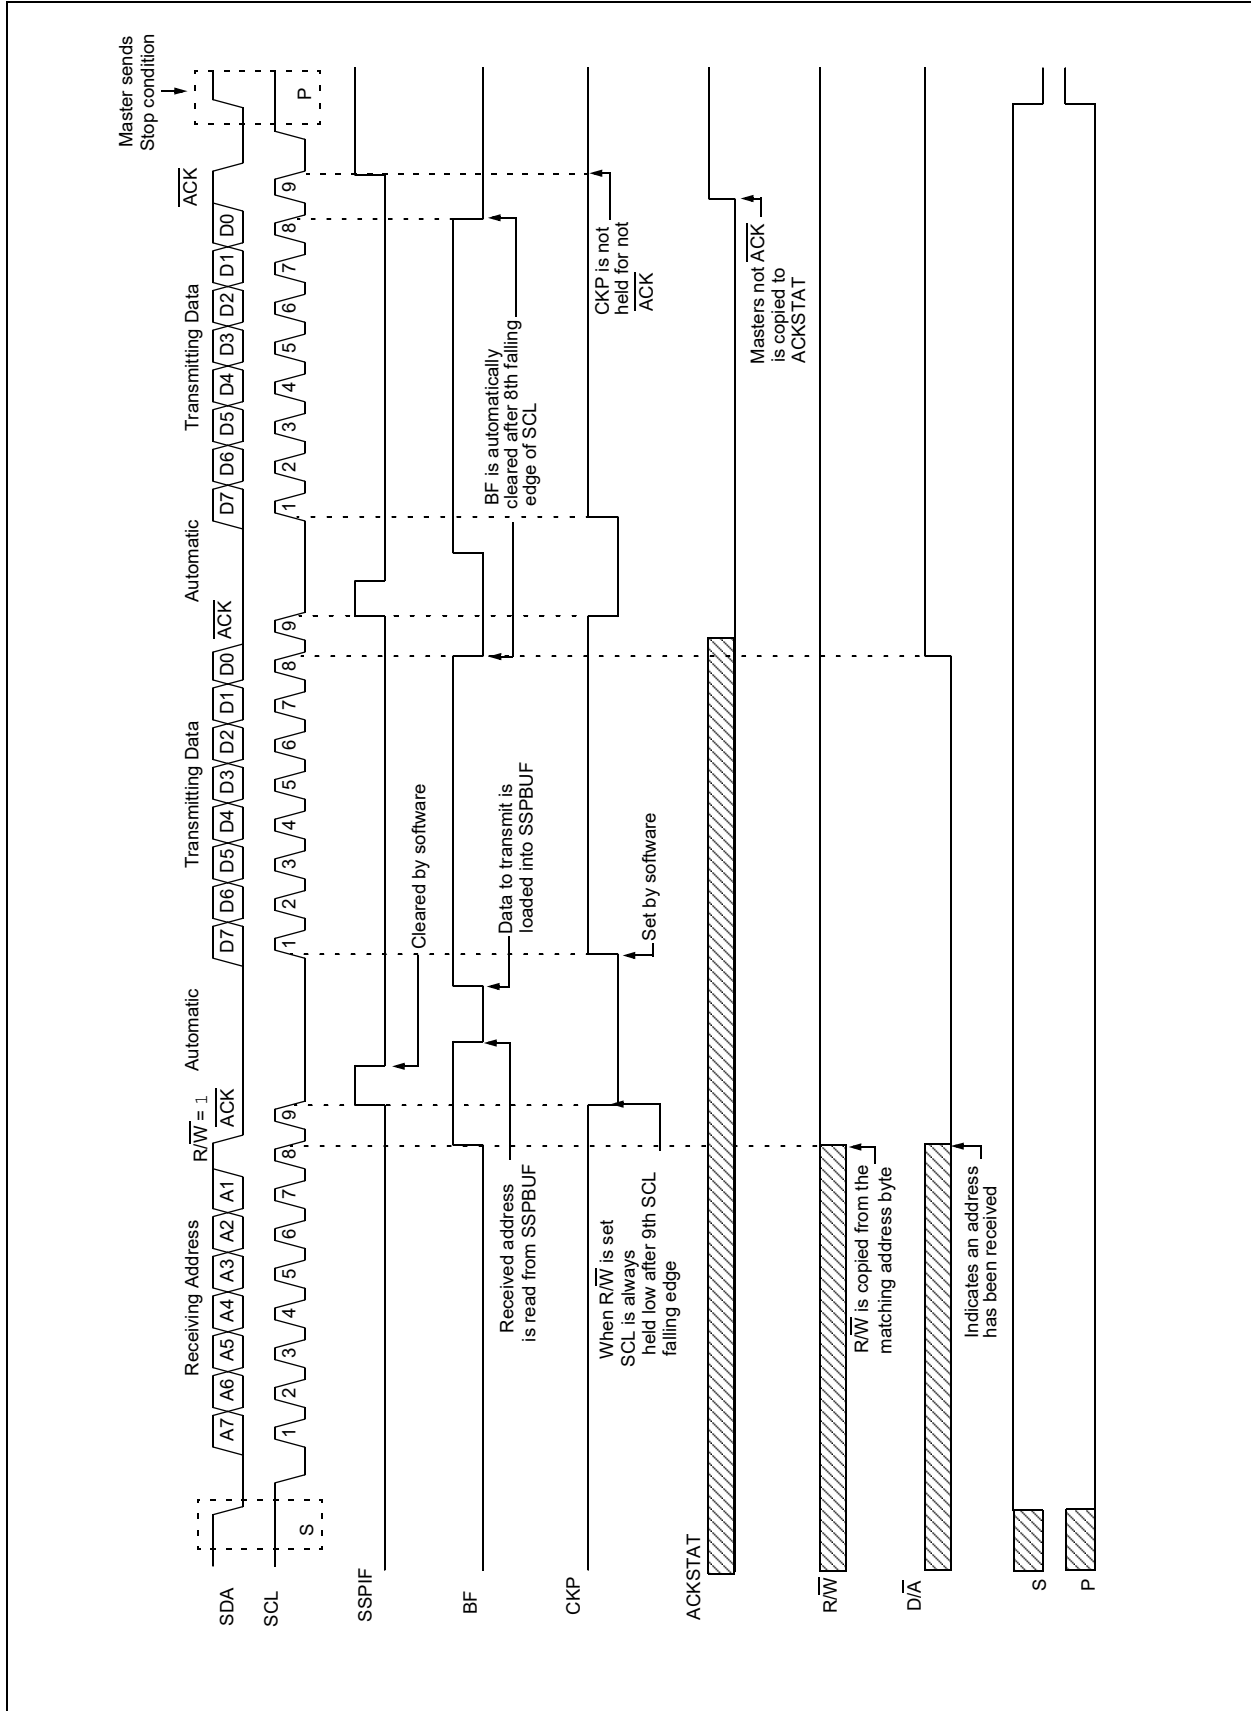 Master sends
Stop condition
Receiving Address
R/W̅ = 1
A̅C̅K̅
Automatic
Transmitting Data
A̅C̅K̅
Automatic
Transmitting Data
A̅C̅K̅
SDA
A7 A6 A5 A4 A3 A2 A1
D7 D6 D5 D4 D3 D2 D1 D0
D7 D6 D5 D4 D3 D2 D1 D0
SCL
S
1 2 3 4 5 6 7 8 9
1 2 3 4 5 6 7 8 9
1 2 3 4 5 6 7 8 9
P
SSPIF
Cleared by software
BF
Received address
is read from SSPBUF
Data to transmit is
loaded into SSPBUF
BF is automatically
cleared after 8th falling
edge of SCL
CKP
When R/W̅ is set
SCL is always
held low after 9th SCL
falling edge
Set by software
CKP is not
held for not
A̅C̅K̅
ACKSTAT
Masters not A̅C̅K̅
is copied to
ACKSTAT
R/W̅
R/W̅ is copied from the
matching address byte
D/A̅
Indicates an address
has been received
S
P